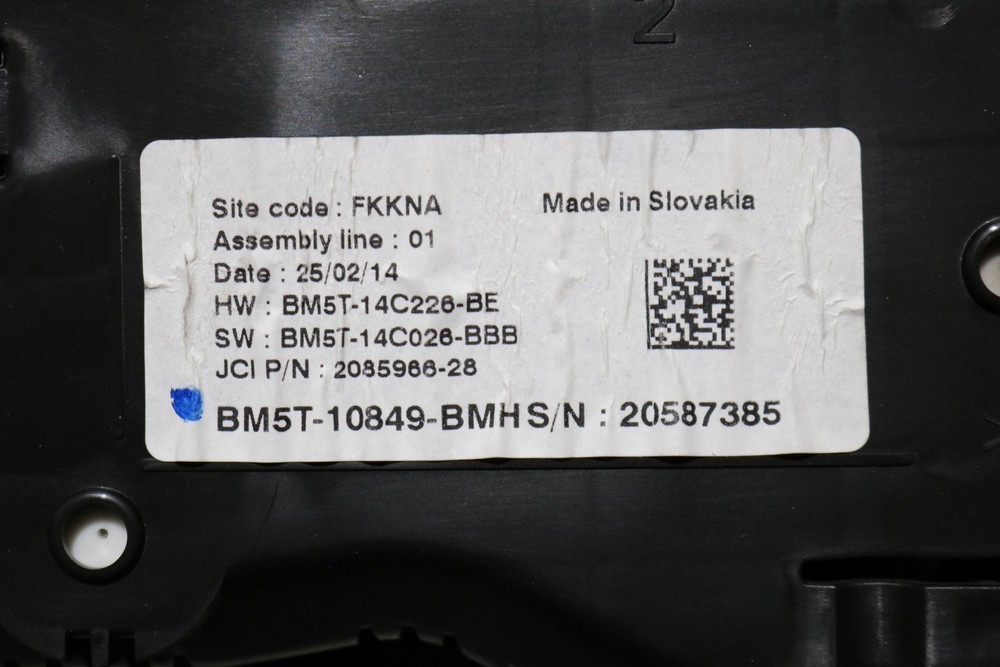 2
Site code : FKKNA
Made in Slovakia
Assembly line : 01
Date : 25/02/14
HW : BM5T-14C226-BE
SW : BM5T-14C026-BBB
JCI P/N : 2085966-28
BM5T-10849-BMH S/N : 20587385